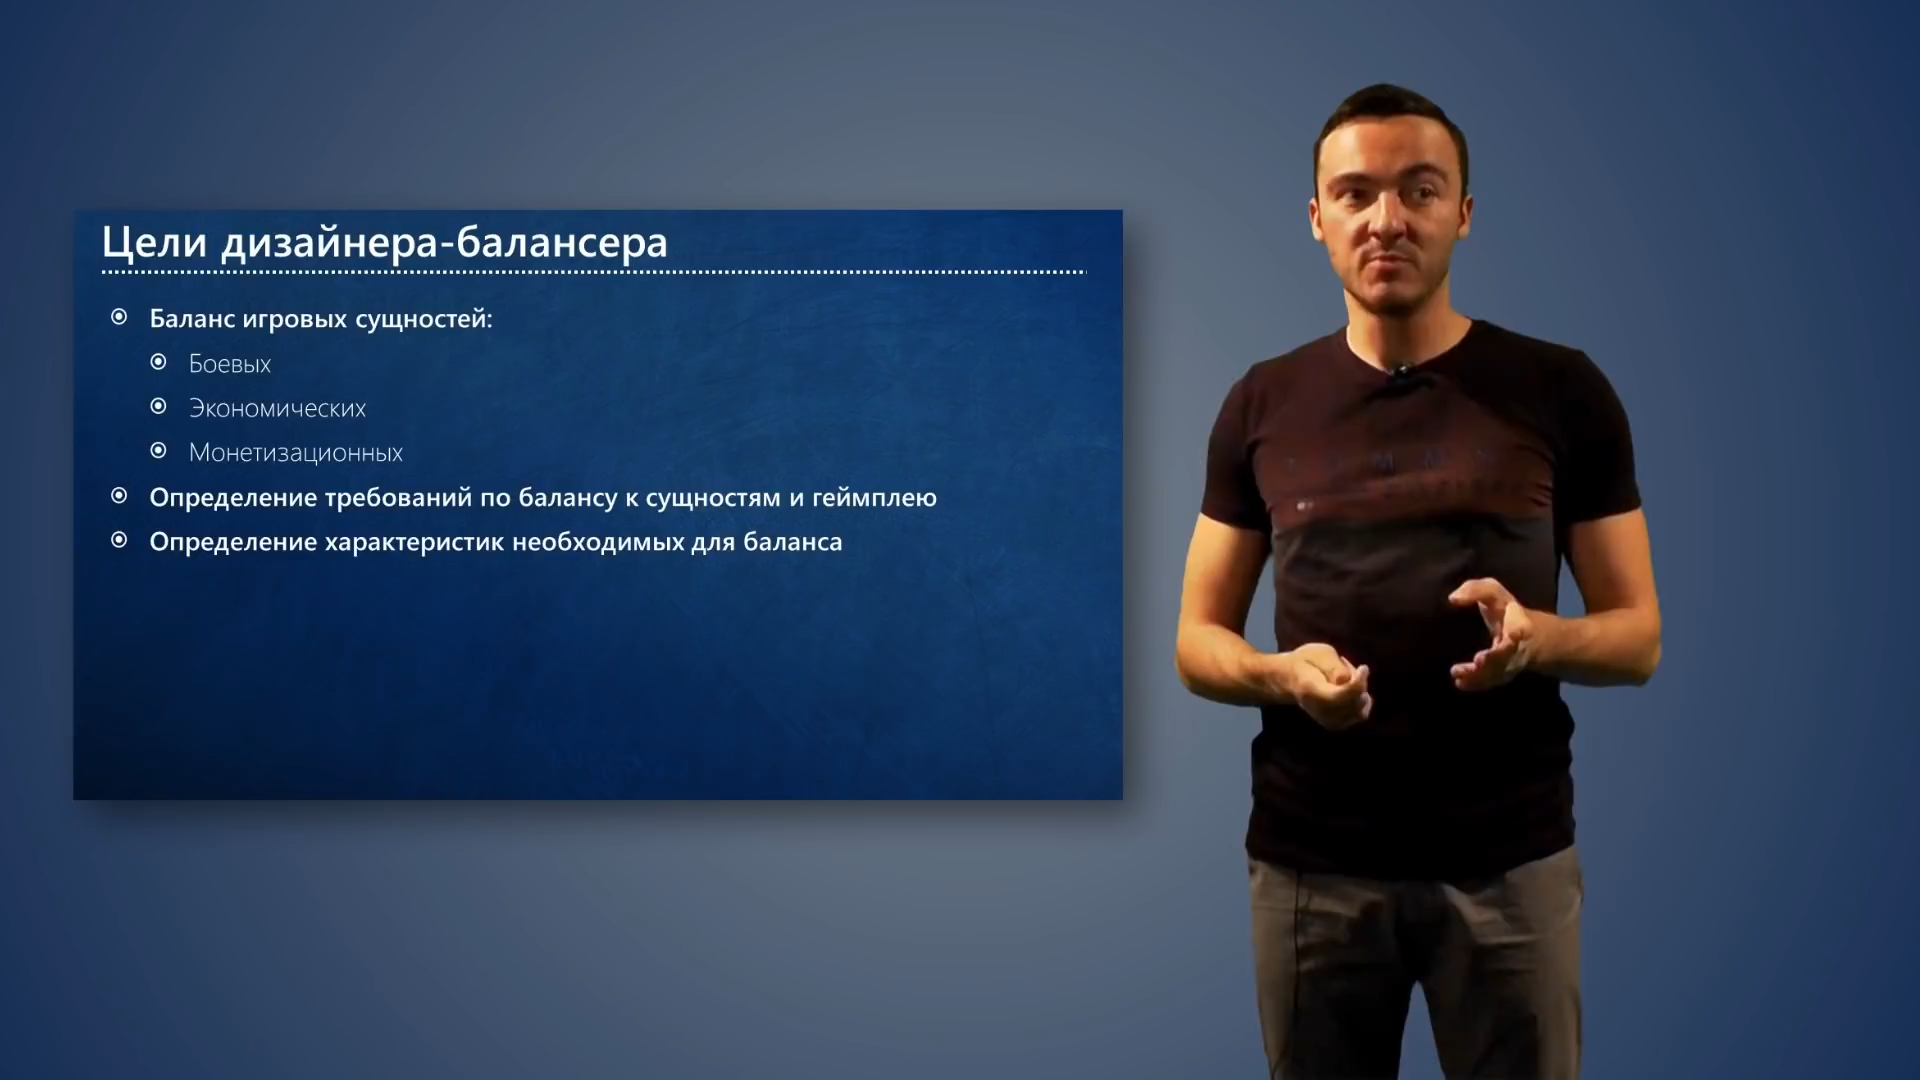 Цели дизайнера-балансера
Баланс игровых сущностей:
Боевых
Экономических
Монетизационных
Определение требований по балансу к сущностям и геймплею
Определение характеристик необходимых для баланса